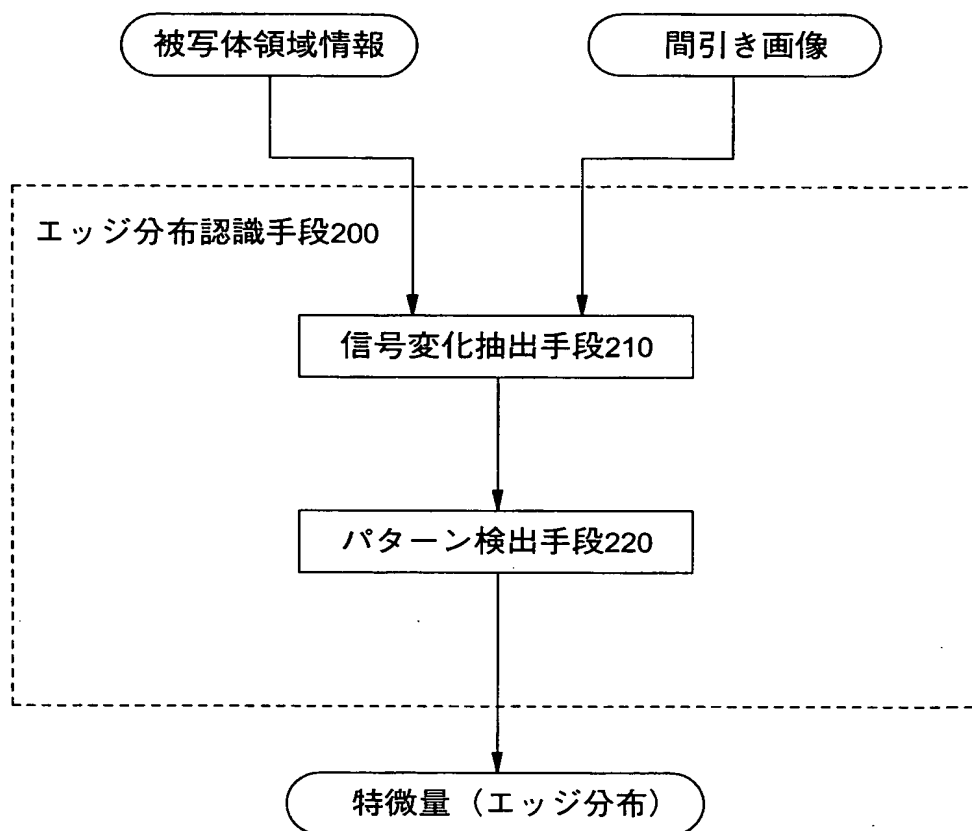 被写体領域情報
間引き画像
エッジ分布認識手段200
信号変化抽出手段210
パターン検出手段220
特微量（エッジ分布）